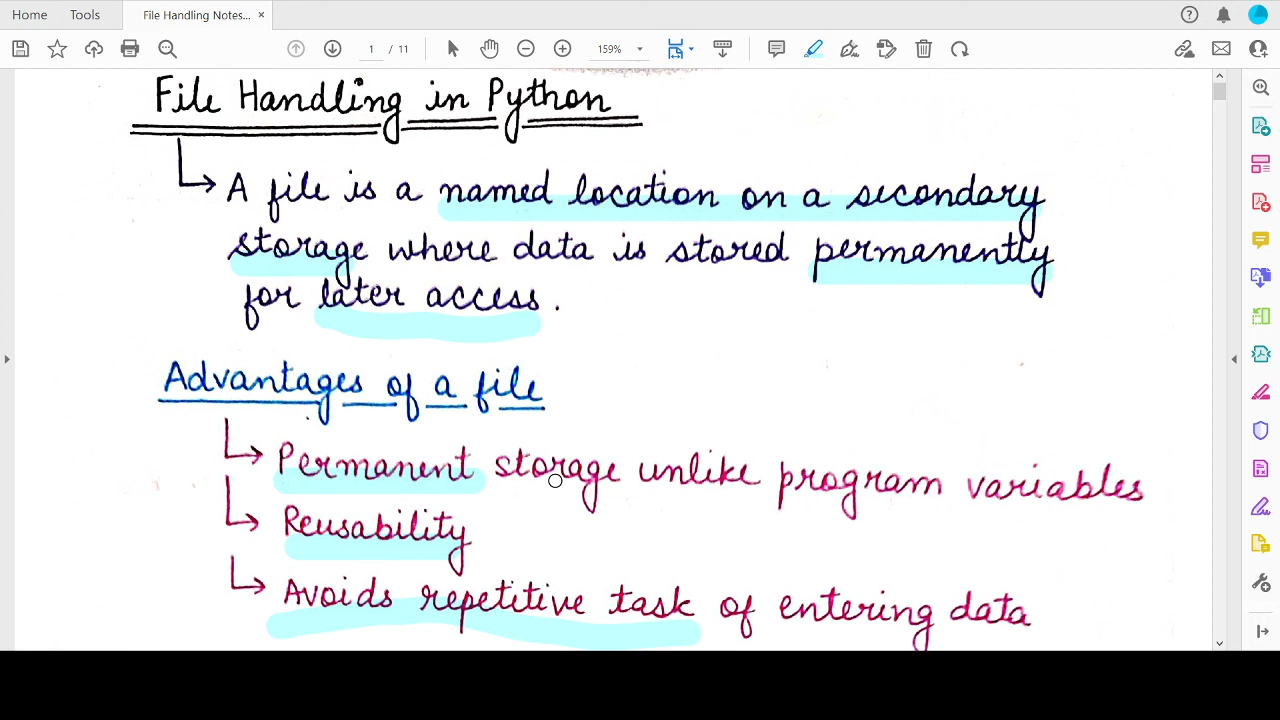 Home Tools File Handling Notes... ×
1 / 11 159%
File Handling in Python
A file is a named location on a secondary
storage where data is stored permanently
for later access.
Advantages of a file
Permanent storage unlike program variables
Reusability
Avoids repetitive task of entering data